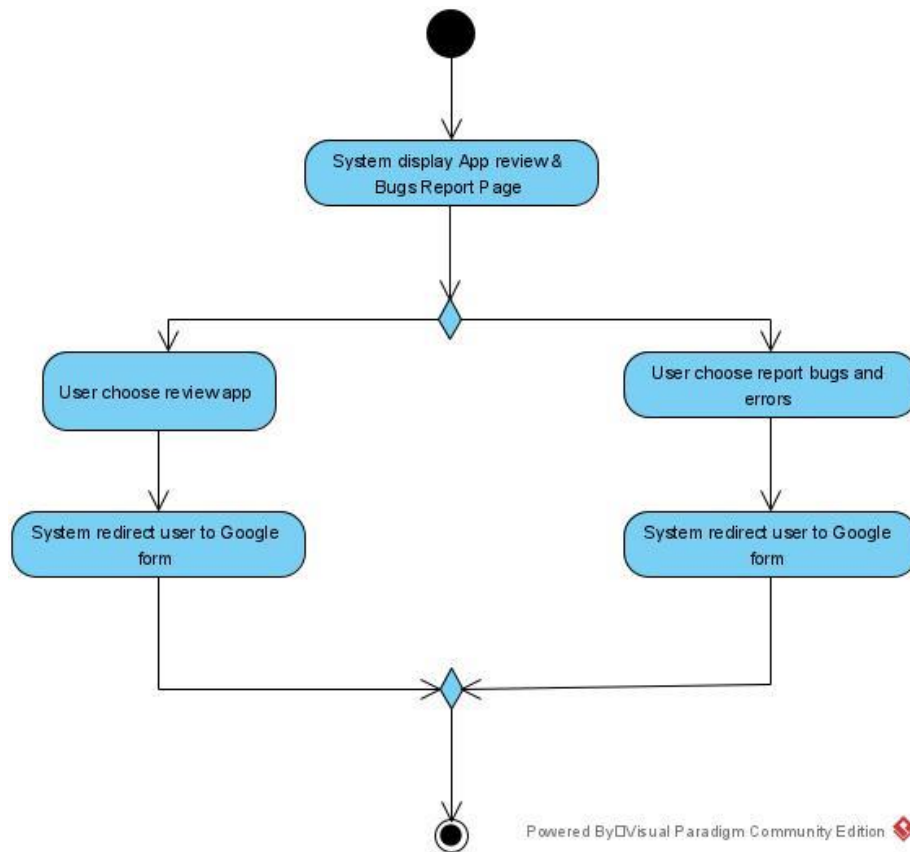 System display App review &
Bugs Report Page
User choose review app
User choose report bugs and
errors
System redirect user to Google
form
System redirect user to Google
form
Powered By□Visual Paradigm Community Edition